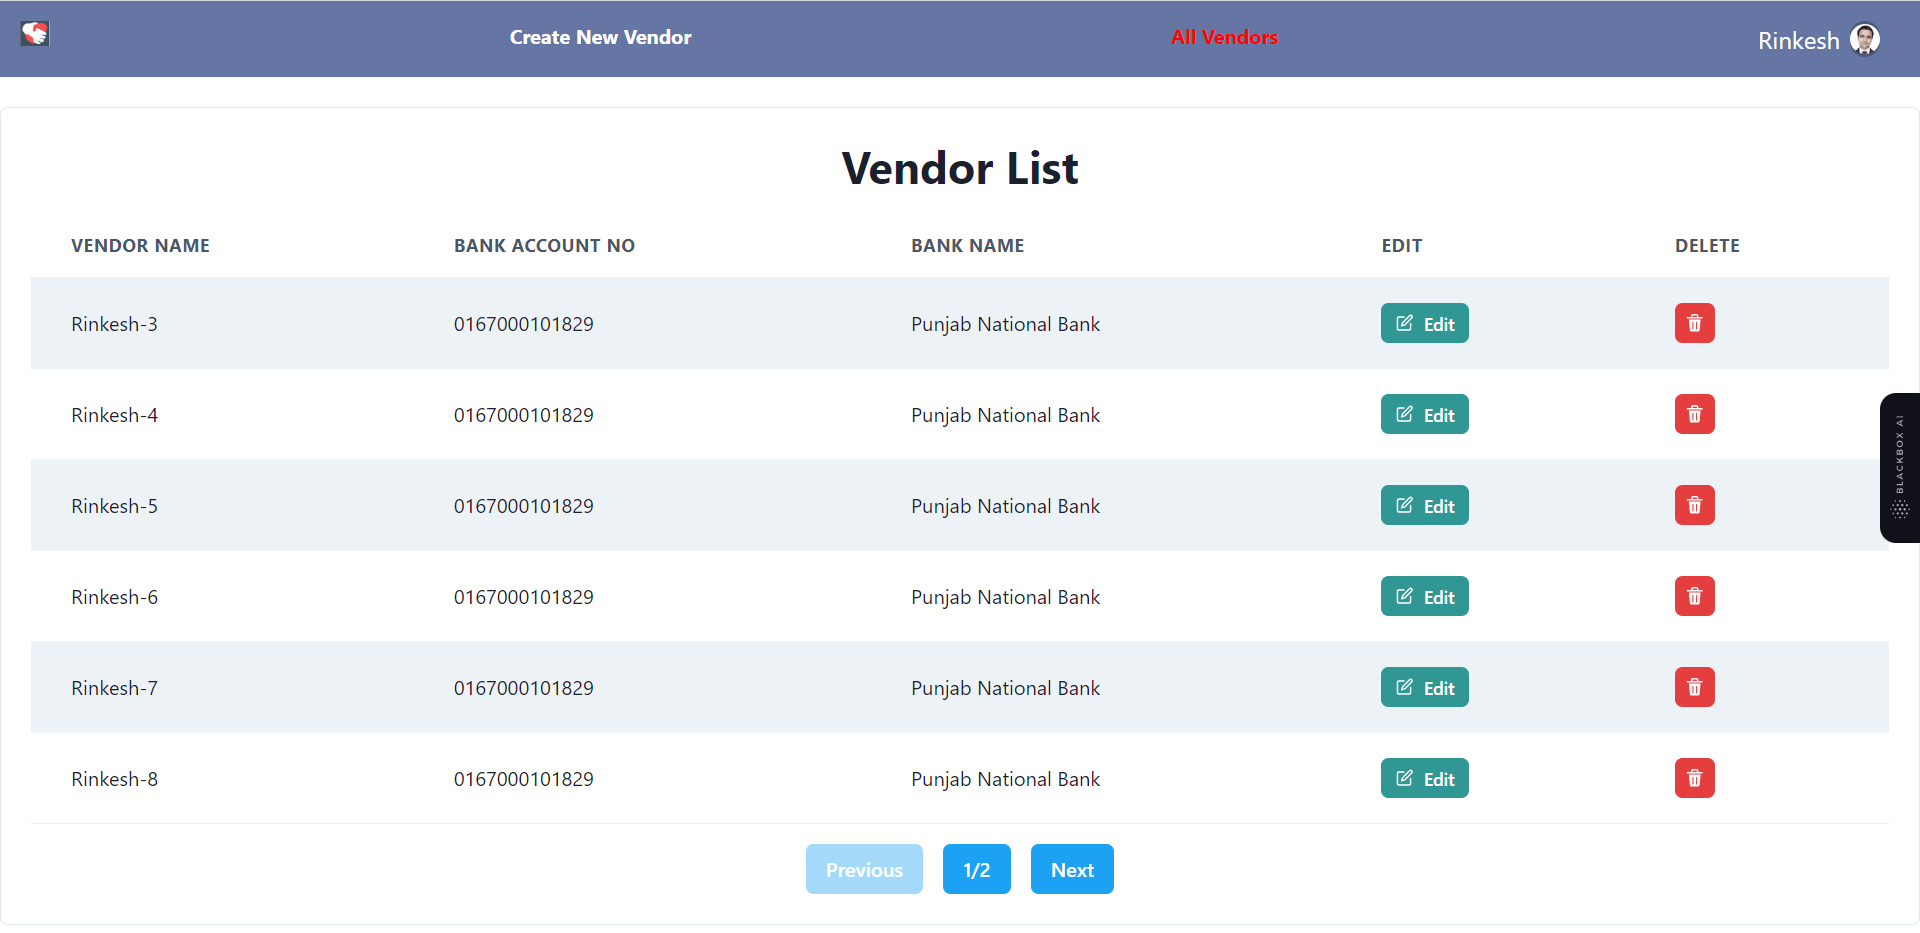 Create New Vendor All Vendors Rinkesh
Vendor List
VENDOR NAME BANK ACCOUNT NO BANK NAME EDIT DELETE
Rinkesh-3 0167000101829 Punjab National Bank Edit
Rinkesh-4 0167000101829 Punjab National Bank Edit
Rinkesh-5 0167000101829 Punjab National Bank Edit
Rinkesh-6 0167000101829 Punjab National Bank Edit
Rinkesh-7 0167000101829 Punjab National Bank Edit
Rinkesh-8 0167000101829 Punjab National Bank Edit
Previous 1/2 Next
BLACKBOX AI